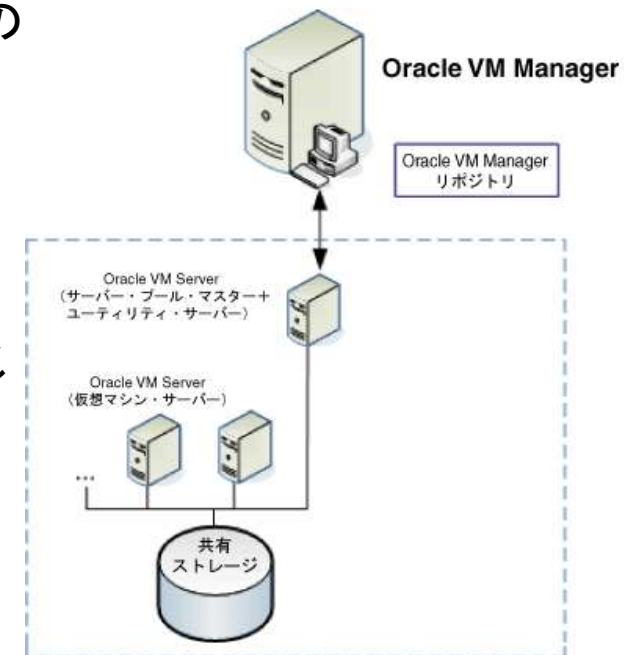 の
Oracle VM Manager
Oracle VM Manager
リポジトリ
Oracle VM Server
(サーバー・プール・マスター+
ユーティリティ・サーバー)
Oracle VM Server
(仮想マシン・サーバー)
...
共有
ストレージ